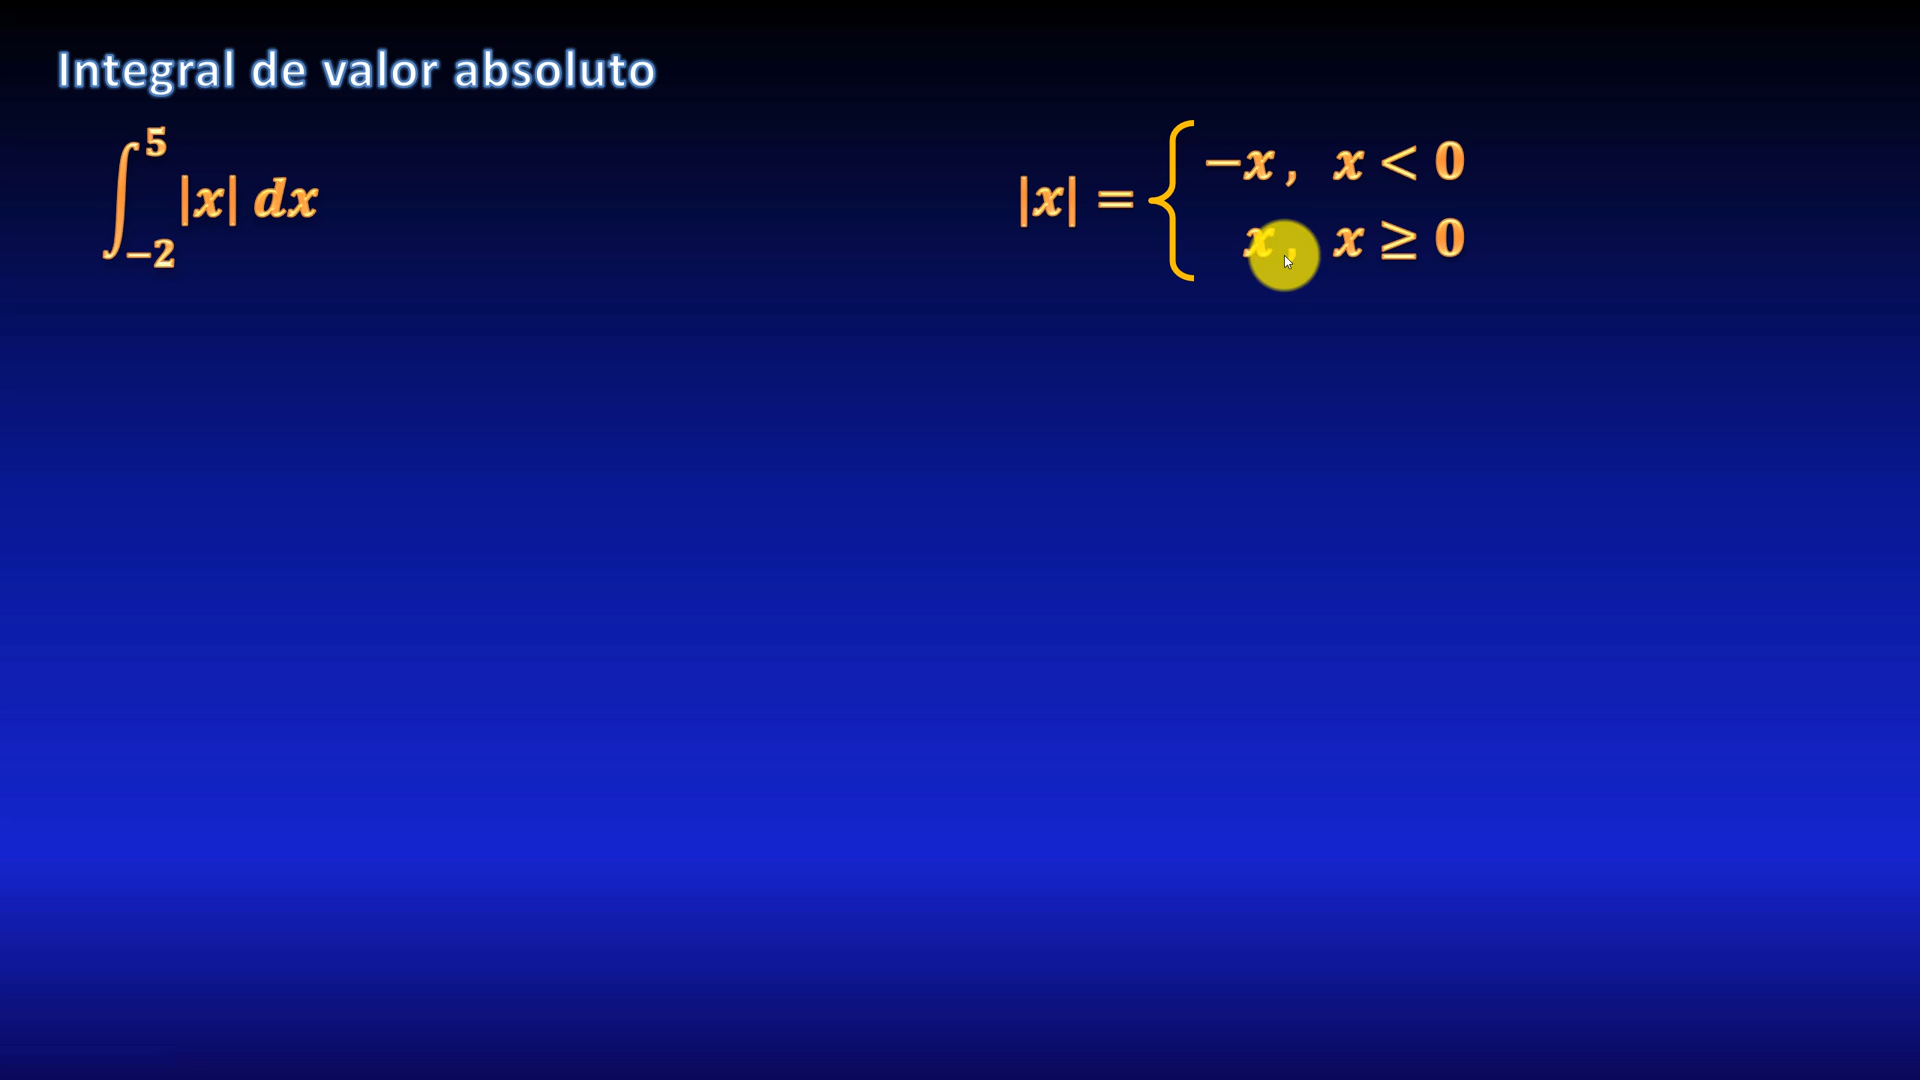 Integral de valor absoluto
∫_{-2}^{5} |x| dx
|x| = { −x , x < 0
x , x ≥ 0